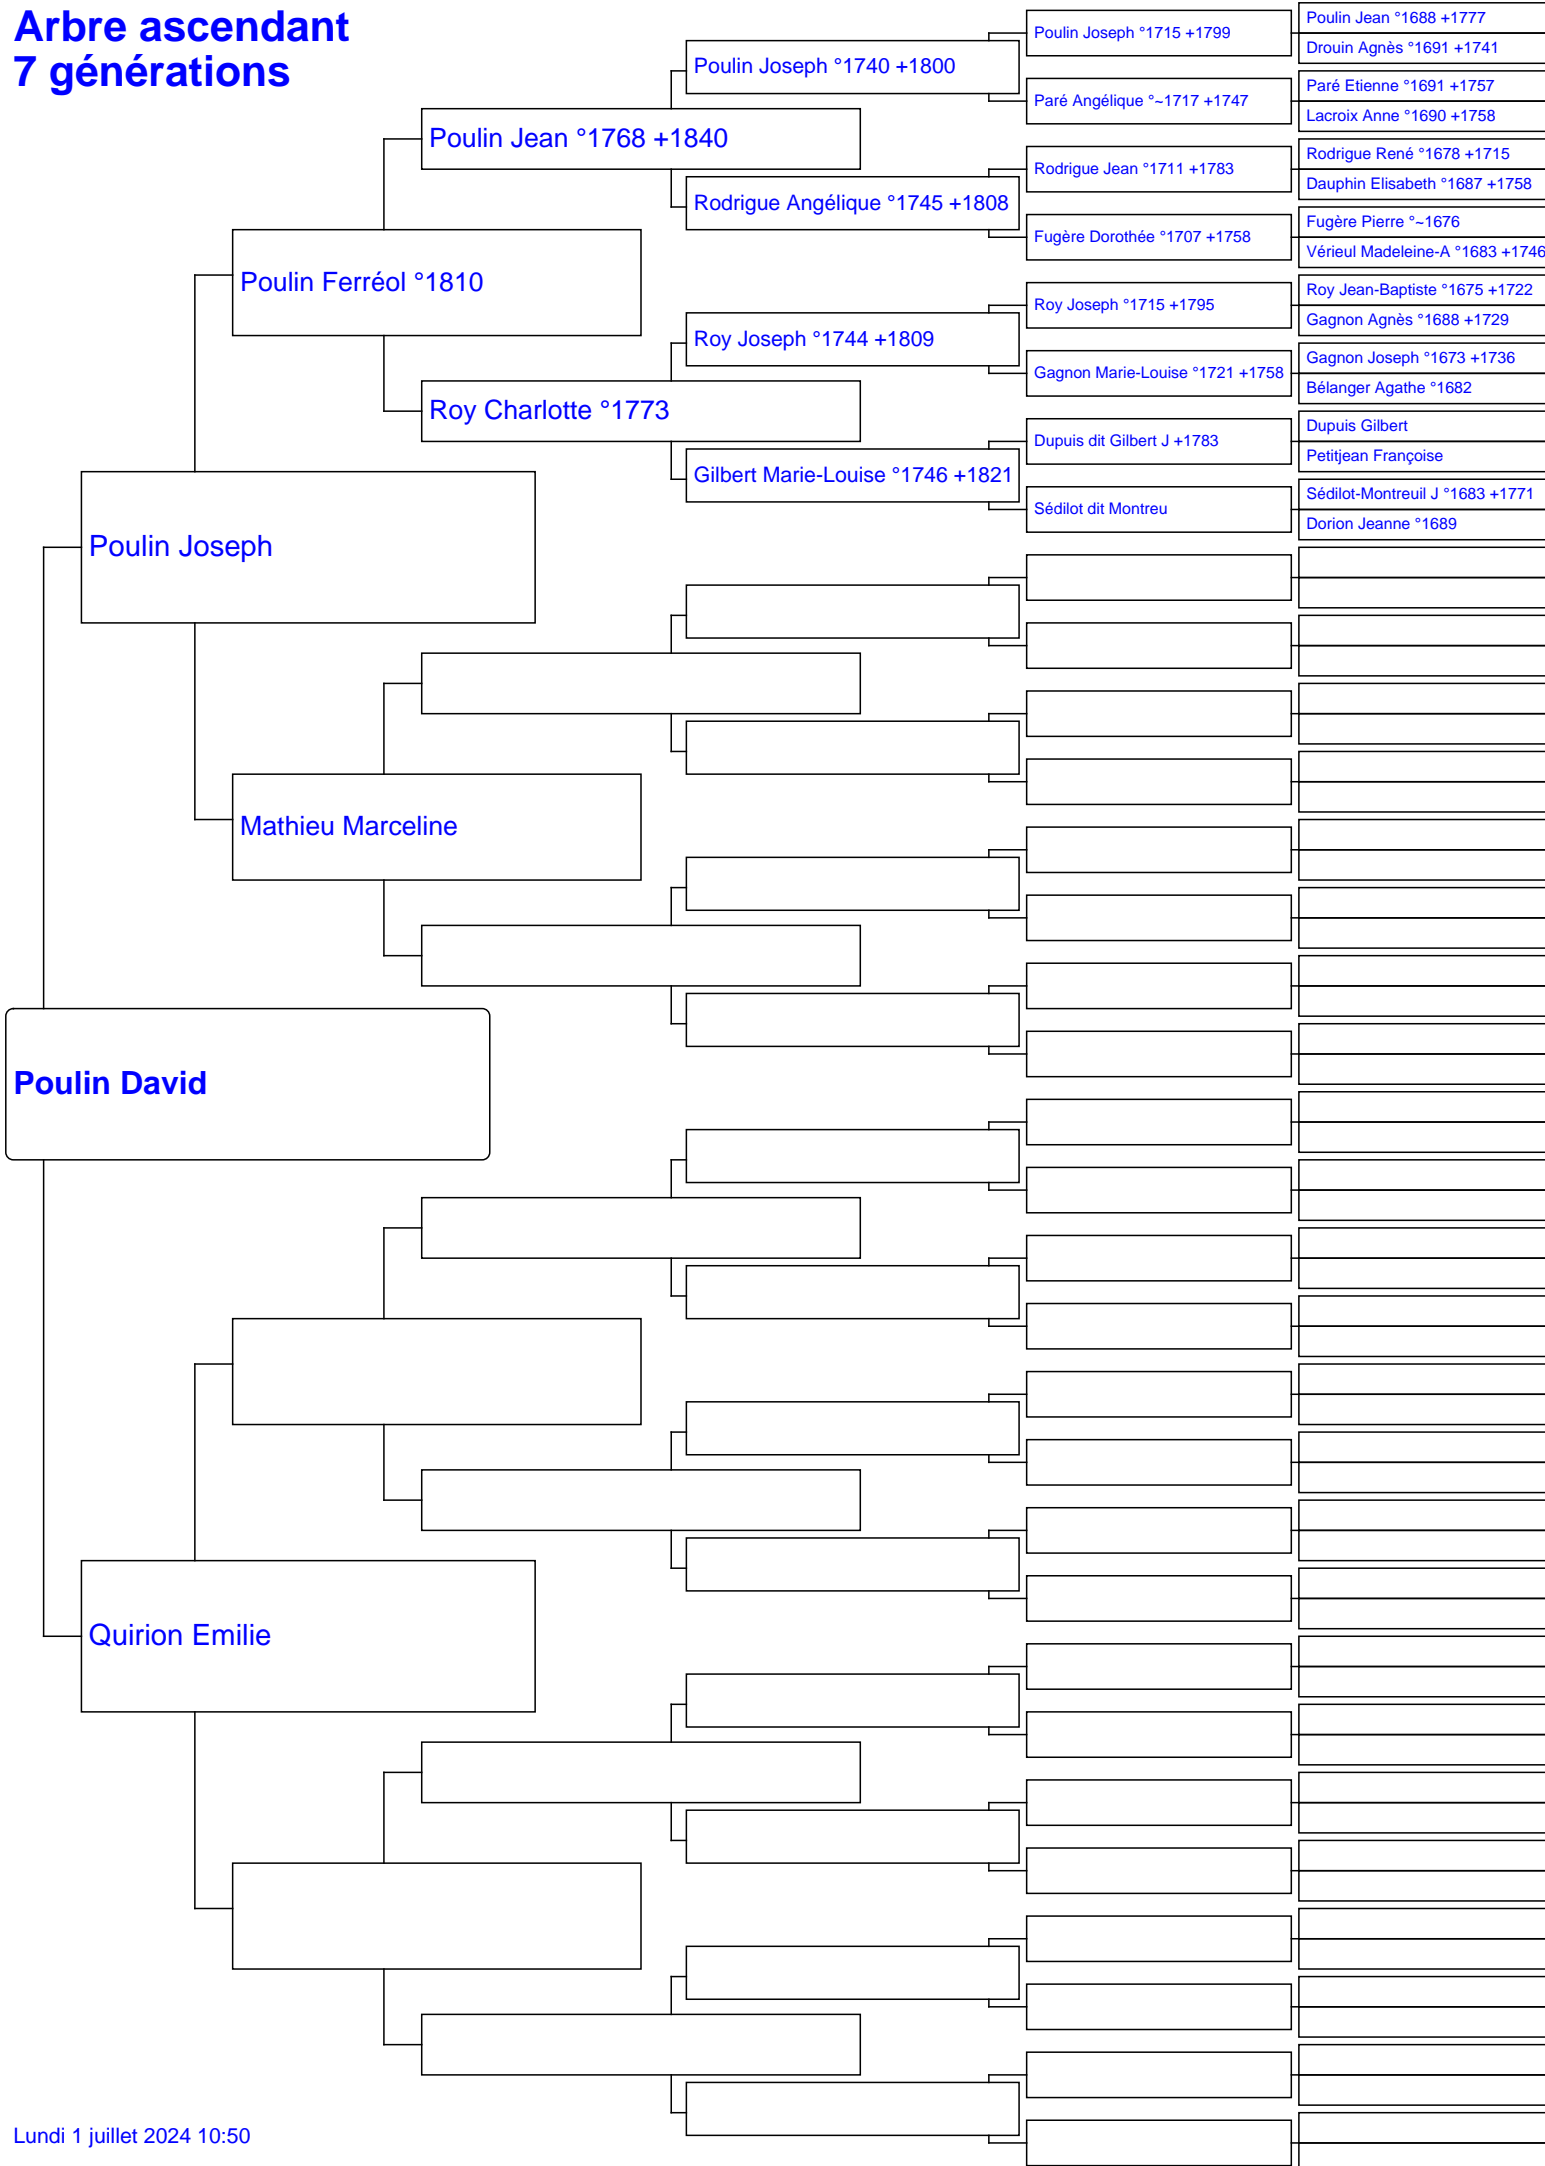 Arbre ascendant
7 générations
Poulin David
Poulin Joseph
Quirion Emilie
Poulin Ferréol °1810
Mathieu Marceline
Poulin Jean °1768 +1840
Roy Charlotte °1773
Poulin Joseph °1740 +1800
Rodrigue Angélique °1745 +1808
Roy Joseph °1744 +1809
Gilbert Marie-Louise °1746 +1821
Poulin Joseph °1715 +1799
Paré Angélique °~1717 +1747
Rodrigue Jean °1711 +1783
Fugère Dorothée °1707 +1758
Roy Joseph °1715 +1795
Gagnon Marie-Louise °1721 +1758
Dupuis dit Gilbert J +1783
Sédilot dit Montreu
Poulin Jean °1688 +1777
Drouin Agnès °1691 +1741
Paré Etienne °1691 +1757
Lacroix Anne °1690 +1758
Rodrigue René °1678 +1715
Dauphin Elisabeth °1687 +1758
Fugère Pierre °~1676
Vérieul Madeleine-A °1683 +1746
Roy Jean-Baptiste °1675 +1722
Gagnon Agnès °1688 +1729
Gagnon Joseph °1673 +1736
Bélanger Agathe °1682
Dupuis Gilbert
Petitjean Françoise
Sédilot-Montreuil J °1683 +1771
Dorion Jeanne °1689
Lundi 1 juillet 2024 10:50